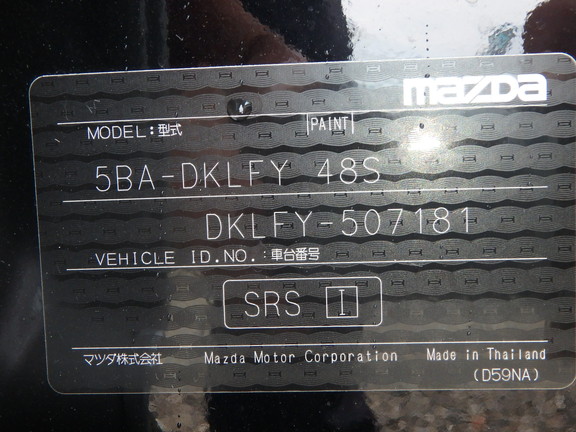 mazda
MODEL:型式 PAINT
5BA-DKLFY 48S
DKLFY-507181
VEHICLE ID.NO.:車台番号
SRS I
マツダ株式会社 Mazda Motor Corporation Made in Thailand
(D59NA)